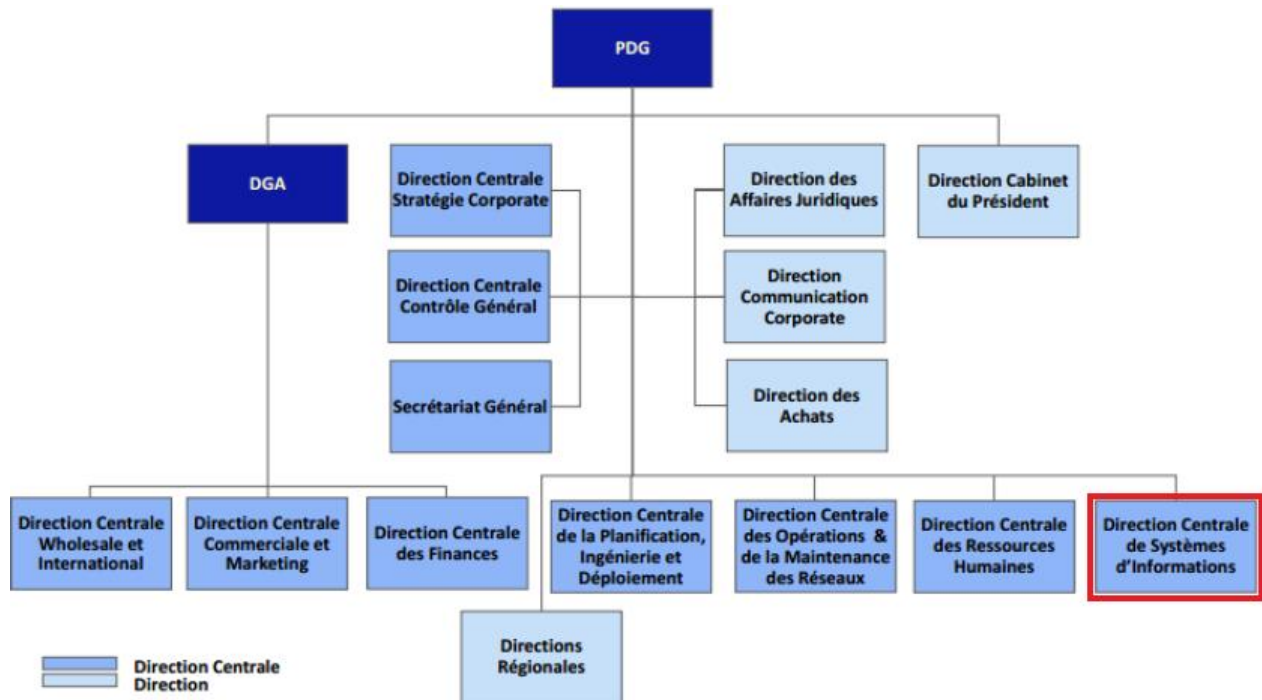 PDG
DGA
Direction Centrale
Stratégie Corporate
Direction des
Affaires Juridiques
Direction Cabinet
du Président
Direction Centrale
Contrôle Général
Direction
Communication
Corporate
Secrétariat Général
Direction des
Achats
Direction Centrale
Wholesale et
International
Direction Centrale
Commerciale et
Marketing
Direction Centrale
des Finances
Direction Centrale
de la Planification,
Ingénierie et
Déploiement
Direction Centrale
des Opérations &
de la Maintenance
des Réseaux
Direction Centrale
des Ressources
Humaines
Direction Centrale
de Systèmes
d'Informations
Directions
Régionales
Direction Centrale
Direction